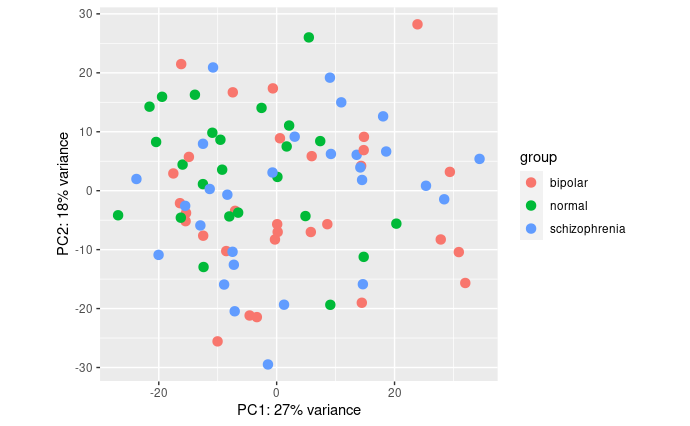 30
20
10
0
-10
-20
-30
PC2: 18% variance
-20
0
20
PC1: 27% variance
group
bipolar
normal
schizophrenia